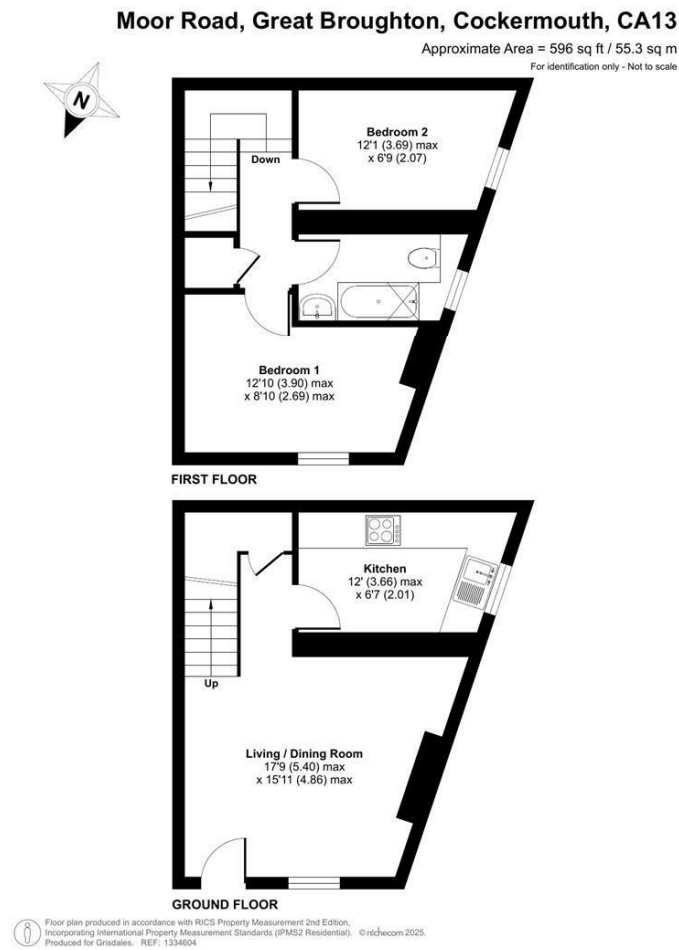 Moor Road, Great Broughton, Cockermouth, CA13
Approximate Area = 596 sq ft / 55.3 sq m
For identification only - Not to scale
N
Bedroom 2
12'1 (3.69) max
x 6'9 (2.07)
Down
Bedroom 1
12'10 (3.90) max
x 8'10 (2.69) max
FIRST FLOOR
Kitchen
12' (3.66) max
x 6'7 (2.01)
Up
Living / Dining Room
17'9 (5.40) max
x 15'11 (4.86) max
GROUND FLOOR
Floor plan produced in accordance with RICS Property Measurement 2nd Edition,
Incorporating International Property Measurement Standards (IPMS2 Residential). © nichecom 2025.
Produced for Grisdales. REF: 1334604